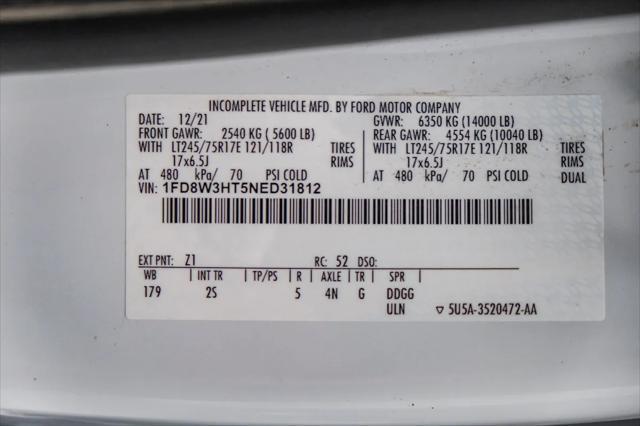 INCOMPLETE VEHICLE MFD. BY FORD MOTOR COMPANY
DATE: 12/21 GVWR: 6350 KG (14000 LB)
FRONT GAWR: 2540 KG ( 5600 LB) REAR GAWR: 4554 KG (10040 LB)
WITH LT245/75R17E 121/118R TIRES WITH LT245/75R17E 121/118R TIRES
17x6.5J RIMS 17x6.5J RIMS
AT 480 kPa/ 70 PSI COLD AT 480 kPa/ 70 PSI COLD DUAL
VIN: 1FD8W3HT5NED31812
EXT PNT: Z1 RC: 52 DSO:
WB | INT TR | TP/PS | R | AXLE | TR | SPR
179 2S 5 4N G DDGG
ULN ▽ 5U5A-3520472-AA